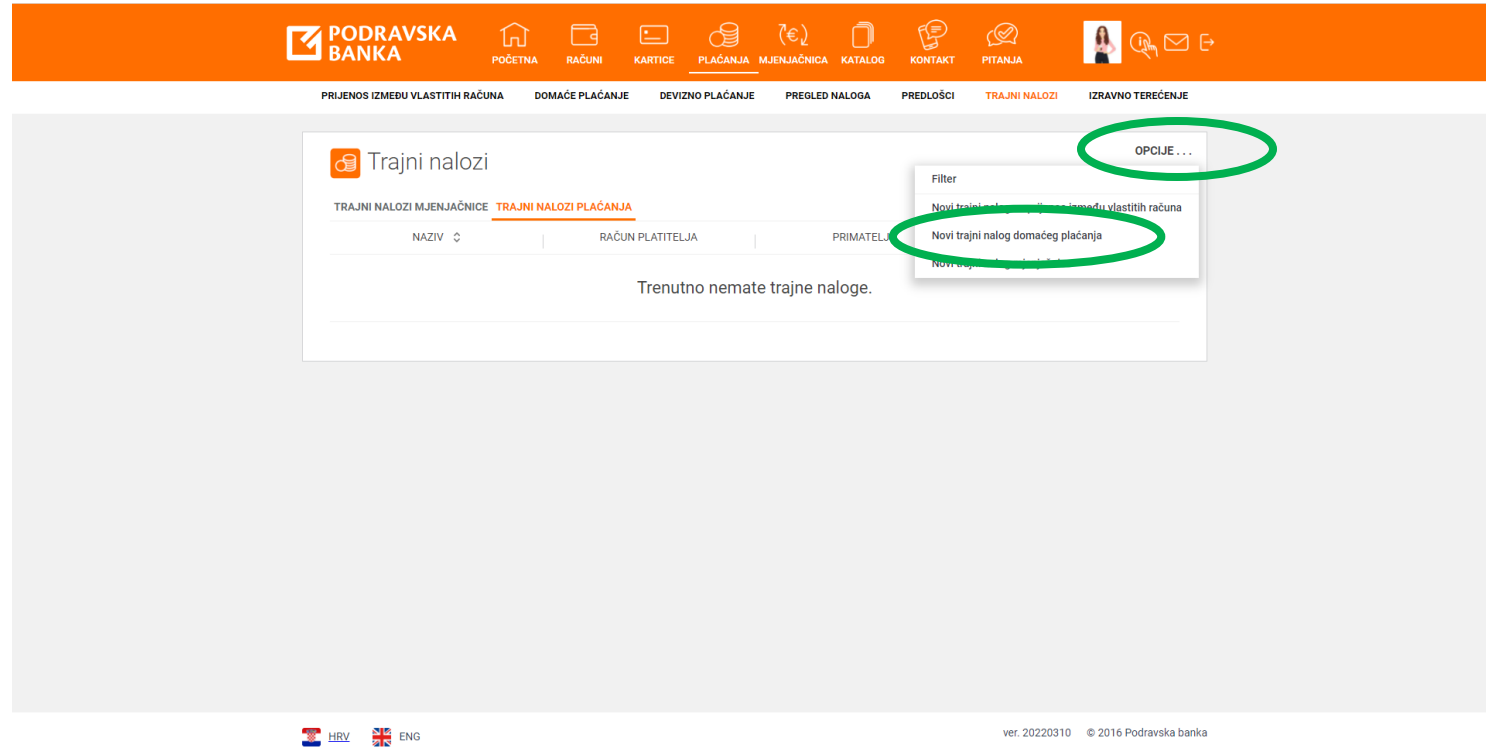 PODRAVSKA
BANKA
POČETNA RAČUNI KARTICE PLAĆANJA MJENJAČNICA KATALOG KONTAKT PITANJA
PRIJENOS IZMEĐU VLASTITIH RAČUNA DOMAĆE PLAĆANJE DEVIZNO PLAĆANJE PREGLED NALOGA PREDLOŠCI TRAJNI NALOZI IZRAVNO TEREĆENJE
Trajni nalozi
OPCIJE . . .
Filter
Novi između vlastitih računa
Novi trajni nalog domaćeg plaćanja
Novi
TRAJNI NALOZI MJENJAČNICE TRAJNI NALOZI PLAĆANJA
NAZIV RAČUN PLATITELJA PRIMATELJ
Trenutno nemate trajne naloge.
HRV ENG
ver. 20220310 © 2016 Podravska banka